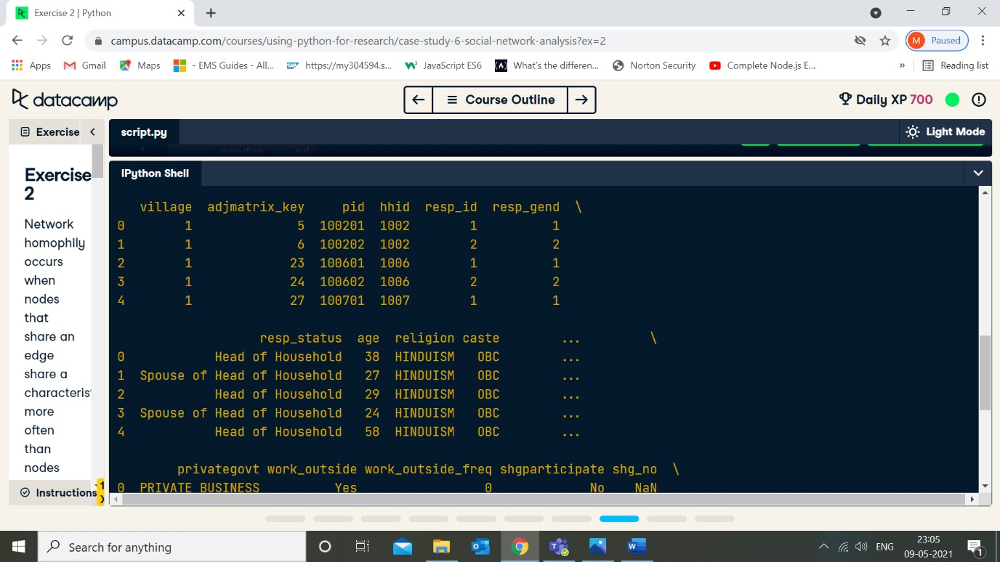 Exercise 2 | Python
campus.datacamp.com/courses/using-python-for-research/case-study-6-social-network-analysis?ex=2
M Paused
Apps Gmail Maps - EMS Guides - All... SAP https://my304594.s... JavaScript ES6 (A) What's the differen... Norton Security Complete Node.js E... » Reading list
datacamp
Course Outline
Daily XP 700
Exercise
script.py
Light Mode
1 pandas nd
IPython Shell
Exercise
2
Network
homophily
occurs
when
nodes
that
share an
edge
share a
characteris
more
often
than
nodes
Instructions
1
village adjmatrix_key pid hhid resp_id resp_gend \
0 1 5 100201 1002 1 1
1 1 6 100202 1002 2 2
2 1 23 100601 1006 1 1
3 1 24 100602 1006 2 2
4 1 27 100701 1007 1 1
resp_status age religion caste ... \
0 Head of Household 38 HINDUISM OBC ...
1 Spouse of Head of Household 27 HINDUISM OBC ...
2 Head of Household 29 HINDUISM OBC ...
3 Spouse of Head of Household 24 HINDUISM OBC ...
4 Head of Household 58 HINDUISM OBC ...
privategovt work_outside work_outside_freq shgparticipate shg_no \
0 PRIVATE BUSINESS Yes 0 No NaN
Search for anything
ENG
23:05
09-05-2021
1